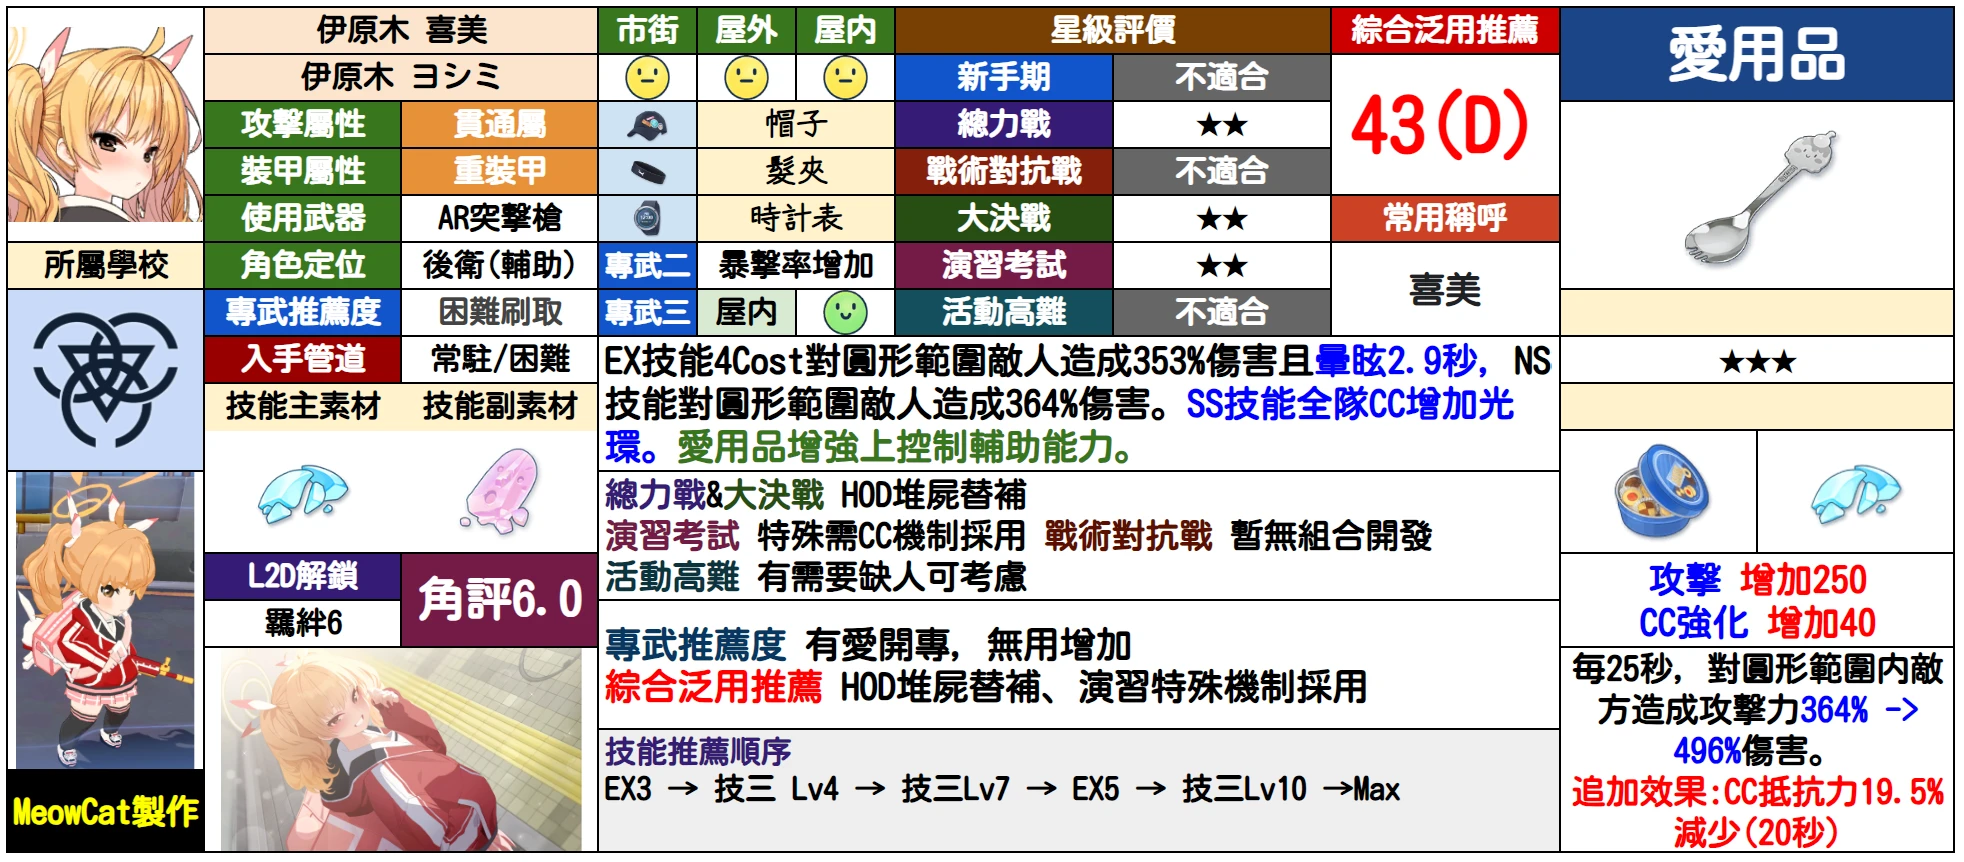 伊原木 喜美
伊原木 ヨシミ
攻擊屬性 貫通屬
裝甲屬性 重裝甲
使用武器 AR突擊槍
所屬學校
角色定位 後衛(輔助)
專武推薦度 困難刷取
入手管道 常駐/困難
技能主素材 技能副素材
L2D解鎖
羈絆6
角評6.0
MeowCat製作
市街 屋外 屋内
帽子
髮夾
時計表
專武二 暴擊率增加
專武三 屋内
星級評價
新手期 不適合
總力戰 ★★
戰術對抗戰 不適合
大決戰 ★★
演習考試 ★★
活動高難 不適合
綜合泛用推薦
43(D)
常用稱呼
喜美
EX技能4Cost對圓形範圍敵人造成353%傷害且暈眩2.9秒, NS
技能對圓形範圍敵人造成364%傷害。SS技能全隊CC增加光
環。愛用品增強上控制輔助能力。
總力戰&大決戰 HOD堆屍替補
演習考試 特殊需CC機制採用 戰術對抗戰 暫無組合開發
活動高難 有需要缺人可考慮
專武推薦度 有愛開專, 無用增加
綜合泛用推薦 HOD堆屍替補、演習特殊機制採用
技能推薦順序
EX3 → 技三 Lv4 → 技三Lv7 → EX5 → 技三Lv10 →Max
愛用品
★★★
攻擊 增加250
CC強化 增加40
每25秒, 對圓形範圍内敵
方造成攻擊力364% ->
496%傷害。
追加效果:CC抵抗力19.5%
減少(20秒)